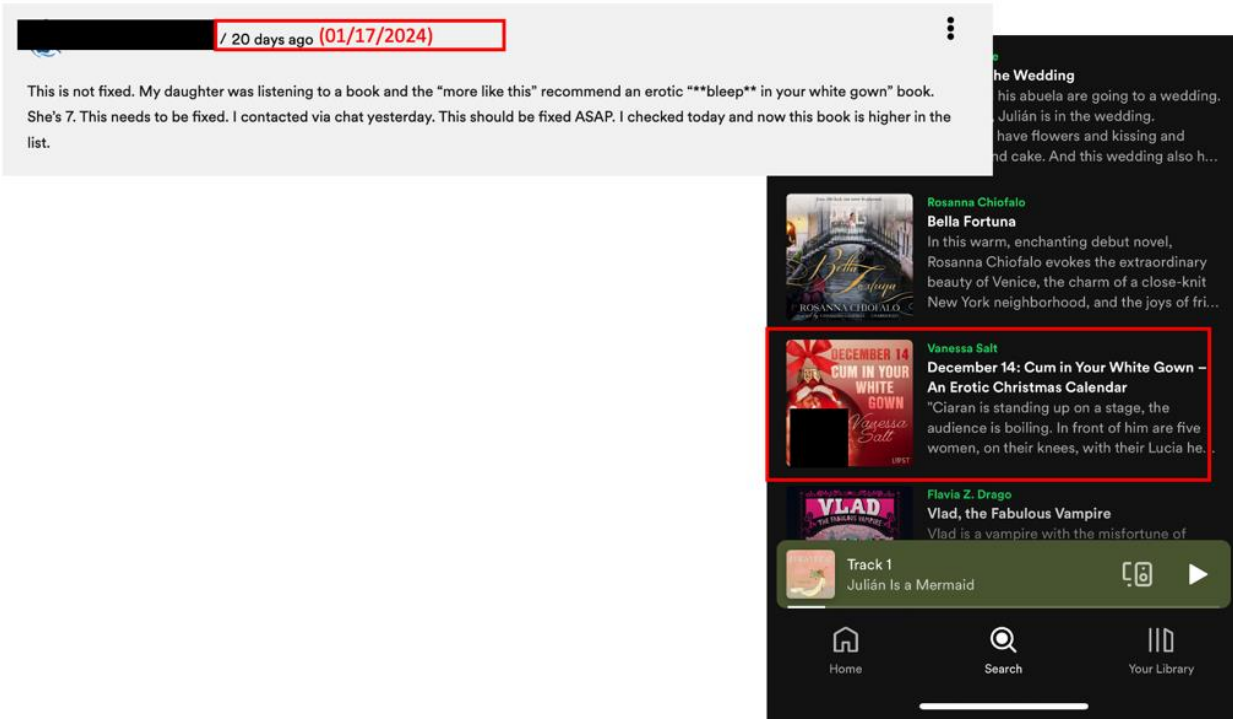 / 20 days ago (01/17/2024)
This is not fixed. My daughter was listening to a book and the “more like this” recommend an erotic “**bleep** in your white gown” book.
She’s 7. This needs to be fixed. I contacted via chat yesterday. This should be fixed ASAP. I checked today and now this book is higher in the
list.
he Wedding
his abuela are going to a wedding.
Julián is in the wedding.
have flowers and kissing and
nd cake. And this wedding also h...
Rosanna Chiofalo
Bella Fortuna
In this warm, enchanting debut novel,
Rosanna Chiofalo evokes the extraordinary
beauty of Venice, the charm of a close-knit
New York neighborhood, and the joys of fri...
Bella Fortuna
ROSANNA CHIOFALO
Vanessa Salt
December 14: Cum in Your White Gown –
An Erotic Christmas Calendar
"Ciaran is standing up on a stage, the
audience is boiling. In front of him are five
women, on their knees, with their Lucia he...
DECEMBER 14
CUM IN YOUR
WHITE
GOWN
Vanessa
Salt
LUST
Flavia Z. Drago
Vlad, the Fabulous Vampire
Vlad is a vampire with the misfortune of
VLAD
THE FABULOUS VAMPIRE
Track 1
Julián Is a Mermaid
Home
Search
Your Library